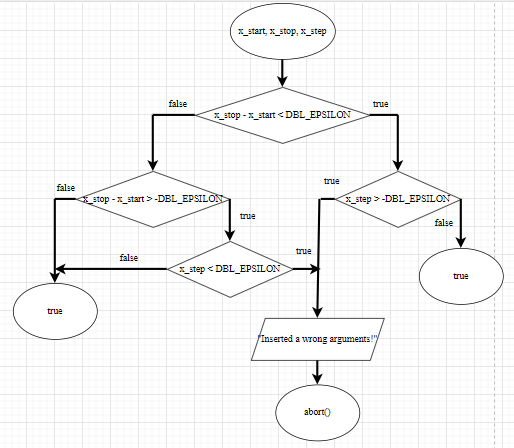 x_start, x_stop, x_step
false
true
x_stop - x_start < DBL_EPSILON
false
true
x_stop - x_start > -DBL_EPSILON
x_step > -DBL_EPSILON
true
false
false
true
x_step < DBL_EPSILON
true
true
"Inserted a wrong arguments!"
abort()